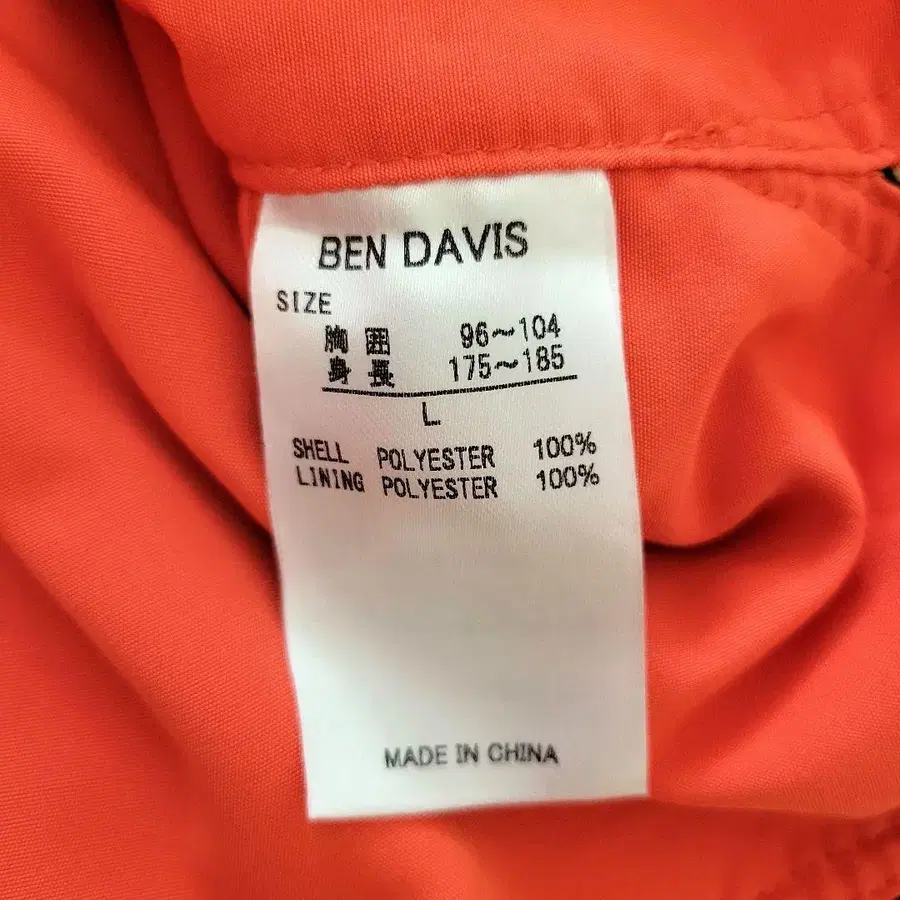 BEN DAVIS
SIZE
胸囲 96～104
身長 175～185
L
SHELL POLYESTER 100%
LINING POLYESTER 100%
MADE IN CHINA